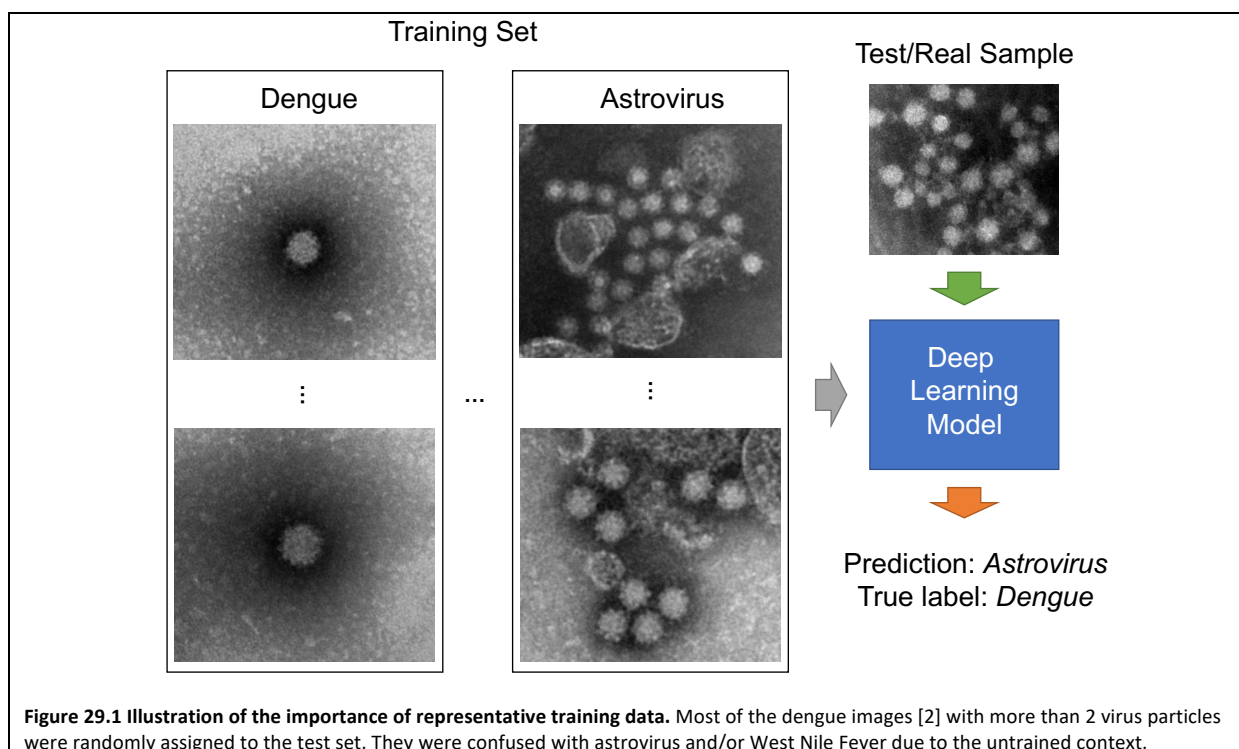 Training Set
Dengue
Astrovirus
Test/Real Sample
⋮
...
⋮
Deep
Learning
Model
Prediction: Astrovirus
True label: Dengue
Figure 29.1 Illustration of the importance of representative training data. Most of the dengue images [2] with more than 2 virus particles
were randomly assigned to the test set. They were confused with astrovirus and/or West Nile Fever due to the untrained context.